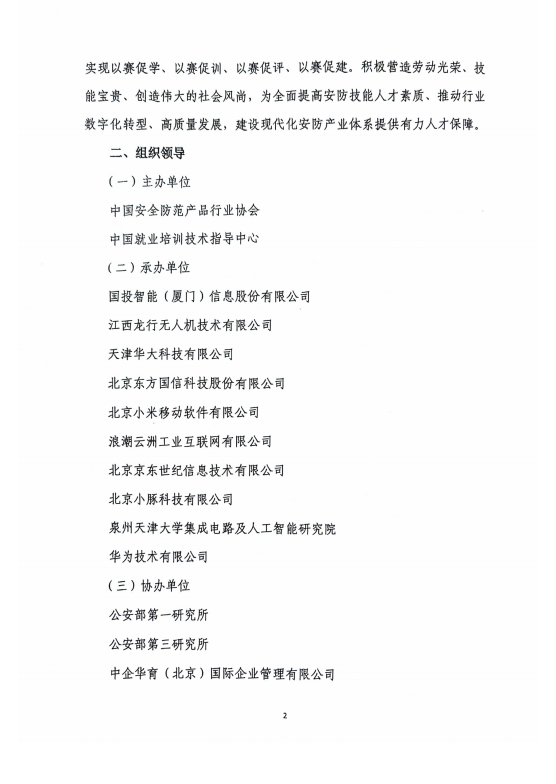 实现以赛促学、以赛促训、以赛促评、以赛促建。积极营造劳动光荣、技
能宝贵、创造伟大的社会风尚，为全面提高安防技能人才素质、推动行业
数字化转型、高质量发展，建设现代化安防产业体系提供有力人才保障。
二、组织领导
（一）主办单位
中国安全防范产品行业协会
中国就业培训技术指导中心
（二）承办单位
国投智能（厦门）信息股份有限公司
江西龙行无人机技术有限公司
天津华大科技有限公司
北京东方国信科技股份有限公司
北京小米移动软件有限公司
浪潮云洲工业互联网有限公司
北京京东世纪信息技术有限公司
北京小豚科技有限公司
泉州天津大学集成电路及人工智能研究院
华为技术有限公司
（三）协办单位
公安部第一研究所
公安部第三研究所
中企华育（北京）国际企业管理有限公司
2